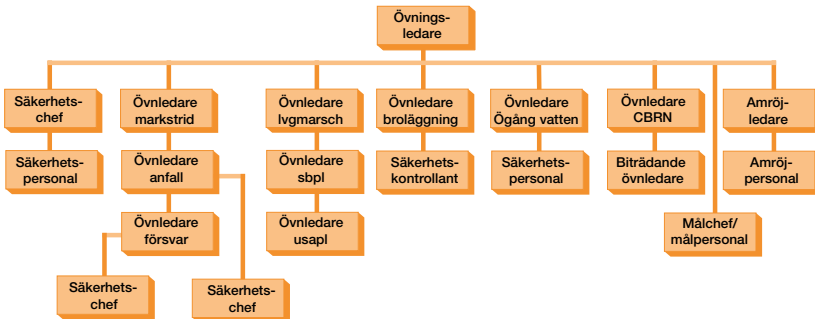 Övnings-
ledare
Säkerhets-
chef
Övnledare
markstrid
Övnledare
lvgmarsch
Övnledare
broläggning
Övnledare
Ögång vatten
Övnledare
CBRN
Amröj-
ledare
Säkerhets-
personal
Övnledare
anfall
Övnledare
sbpl
Säkerhets-
kontrollant
Säkerhets-
personal
Biträdande
övnledare
Amröj-
personal
Övnledare
försvar
Övnledare
usapl
Målchef/
målpersonal
Säkerhets-
chef
Säkerhets-
chef